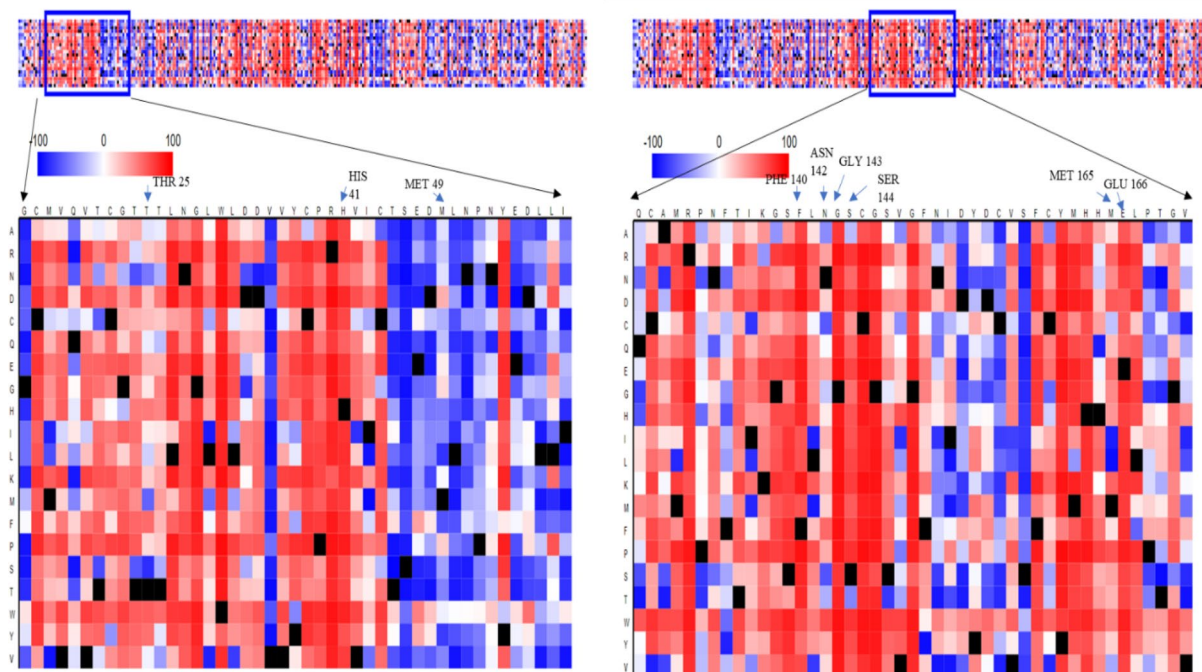 -100 0 100
THR 25
HIS
41
MET 49
G C M V Q V T C G T T T L N G L W L D D V V Y C P R H V I C T S E D M L N P N Y E D L L I
A
R
N
D
C
Q
E
G
H
I
L
K
M
F
P
S
T
W
Y
V
-100 0 100
PHE 140
ASN
142
GLY 143
SER
144
MET 165
GLU 166
Q C A M R P N F T I K G S F L N G S C G S V G F N I D Y D C V S F C Y M H H M E L P T G V
A
R
N
D
C
Q
E
G
H
I
L
K
M
F
P
S
T
W
Y
V